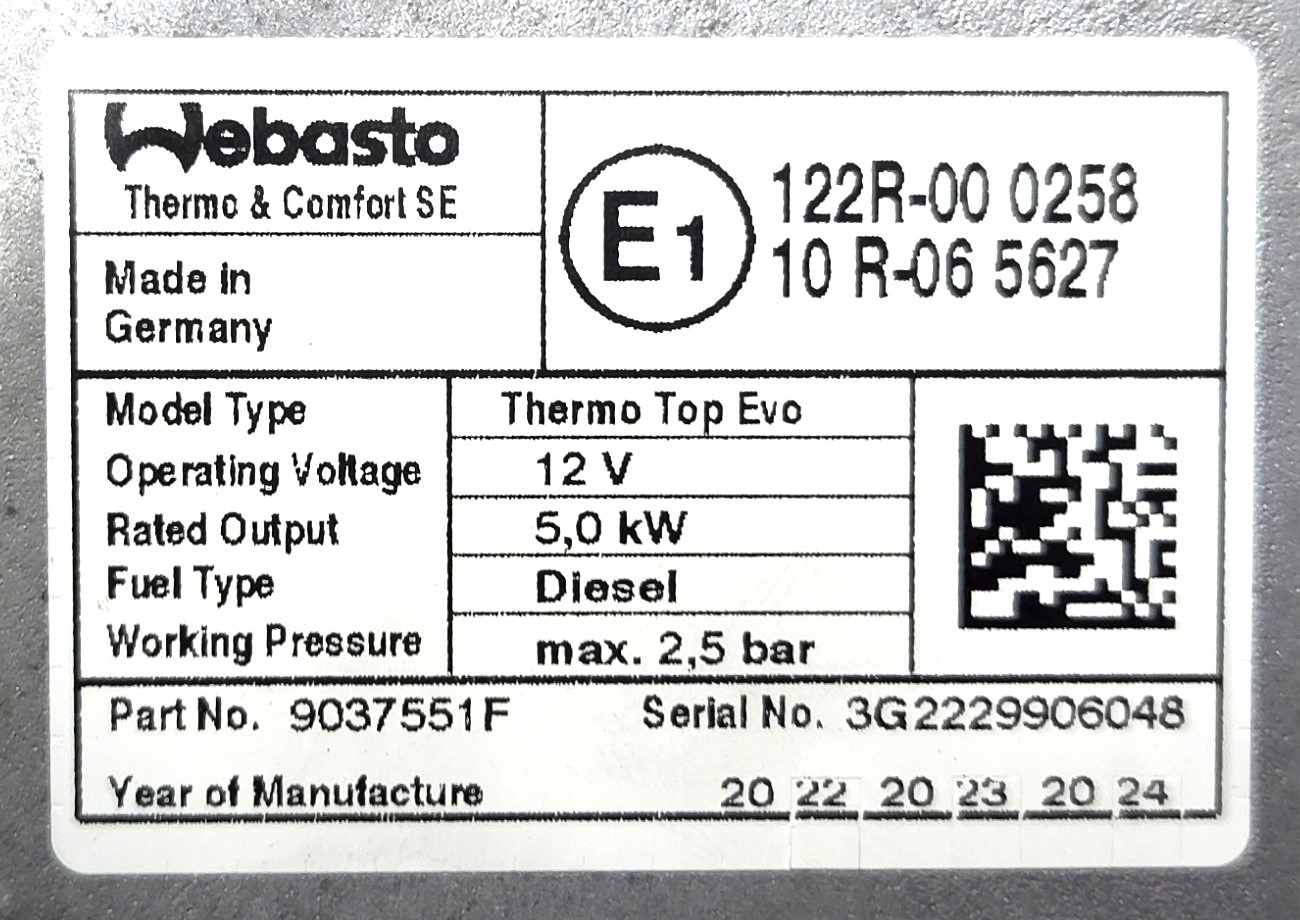 Webasto
Thermo & Comfort SE
Made in
Germany
E1
122R-00 0258
10 R-06 5627
Model Type Thermo Top Evo
Operating Voltage 12 V
Rated Output 5,0 kW
Fuel Type Diesel
Working Pressure max. 2,5 bar
Part No. 9037551F Serial No. 3G2229906048
Year of Manufacture 20 22 20 23 20 24